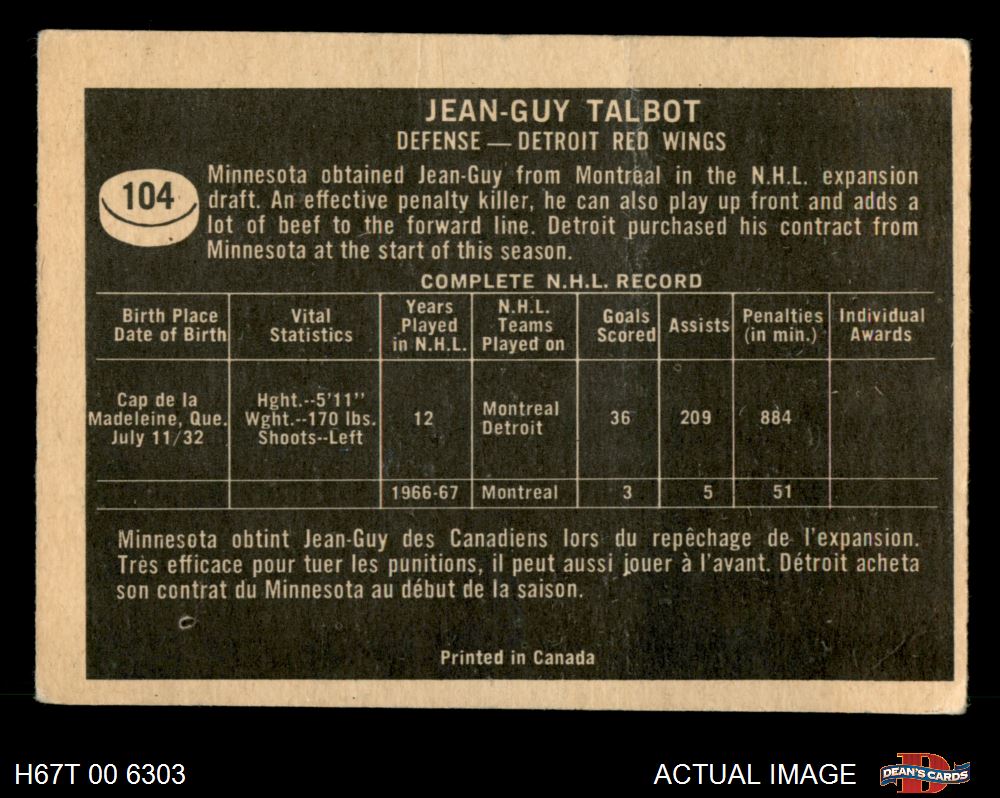 JEAN-GUY TALBOT
DEFENSE — DETROIT RED WINGS
104
Minnesota obtained Jean-Guy from Montreal in the N.H.L. expansion
draft. An effective penalty killer, he can also play up front and adds a
lot of beef to the forward line. Detroit purchased his contract from
Minnesota at the start of this season.
COMPLETE N.H.L. RECORD
Birth Place
Date of Birth
Vital
Statistics
Years
Played
in N.H.L.
N.H.L.
Teams
Played on
Goals
Scored
Assists
Penalties
(in min.)
Individual
Awards
Cap de la
Madeleine, Que.
July 11/32
Hght.--5'11''
Wght.--170 lbs.
Shoots--Left
12
Montreal
Detroit
36
209
884
1966-67
Montreal
3
5
51
Minnesota obtint Jean-Guy des Canadiens lors du repêchage de l'expansion.
Très efficace pour tuer les punitions, il peut aussi jouer à l'avant. Détroit acheta
son contrat du Minnesota au début de la saison.
Printed in Canada
H67T 00 6303
ACTUAL IMAGE
D
DEAN'S CARDS